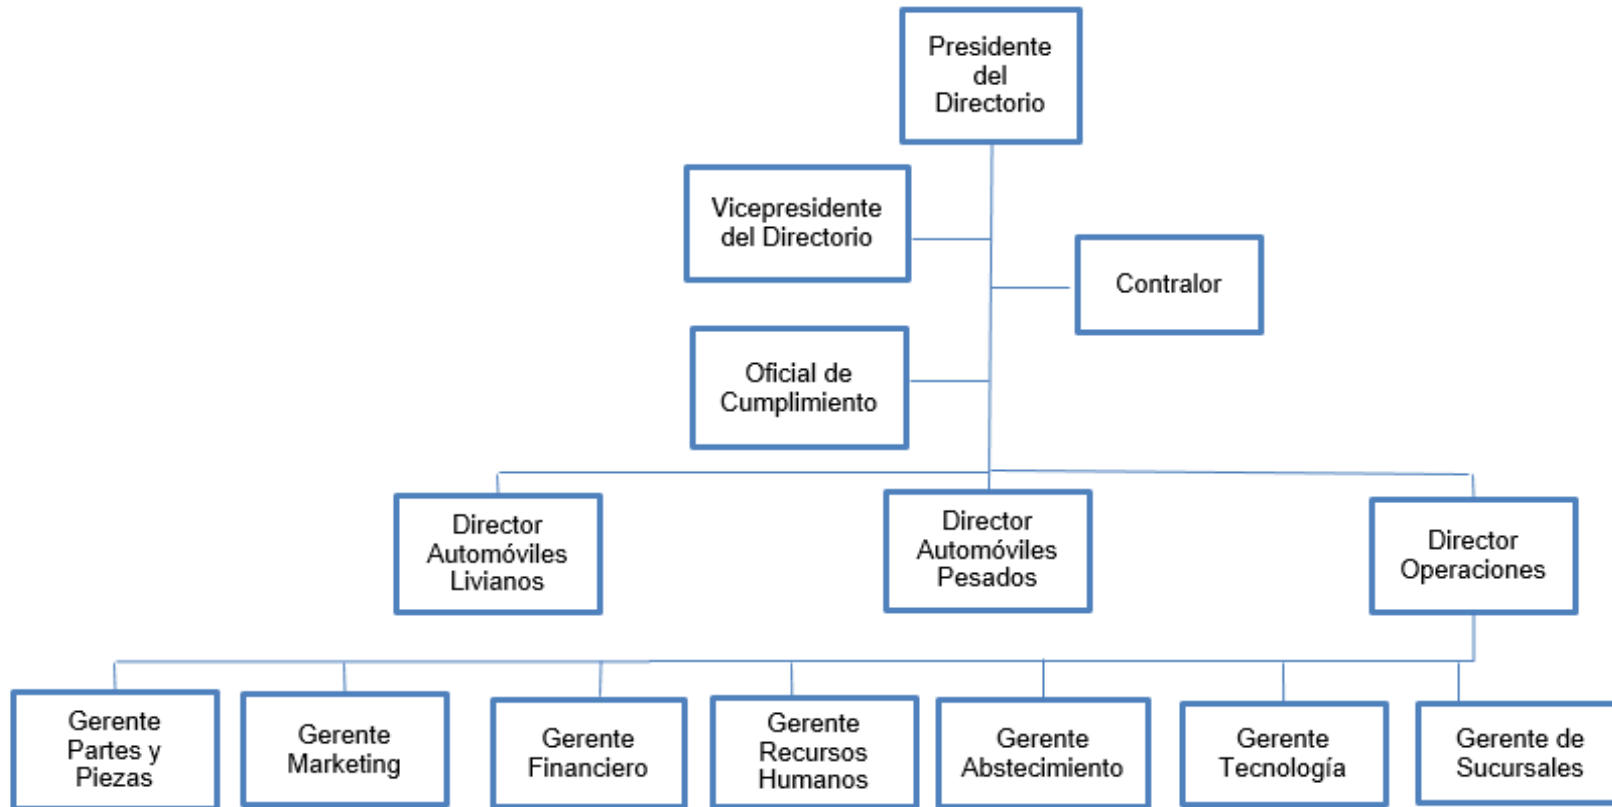 Presidente
del
Directorio
Vicepresidente
del Directorio
Contralor
Oficial de
Cumplimiento
Director
Automóviles
Livianos
Director
Automóviles
Pesados
Director
Operaciones
Gerente
Partes y
Piezas
Gerente
Marketing
Gerente
Financiero
Gerente
Recursos
Humanos
Gerente
Abstecimiento
Gerente
Tecnología
Gerente de
Sucursales